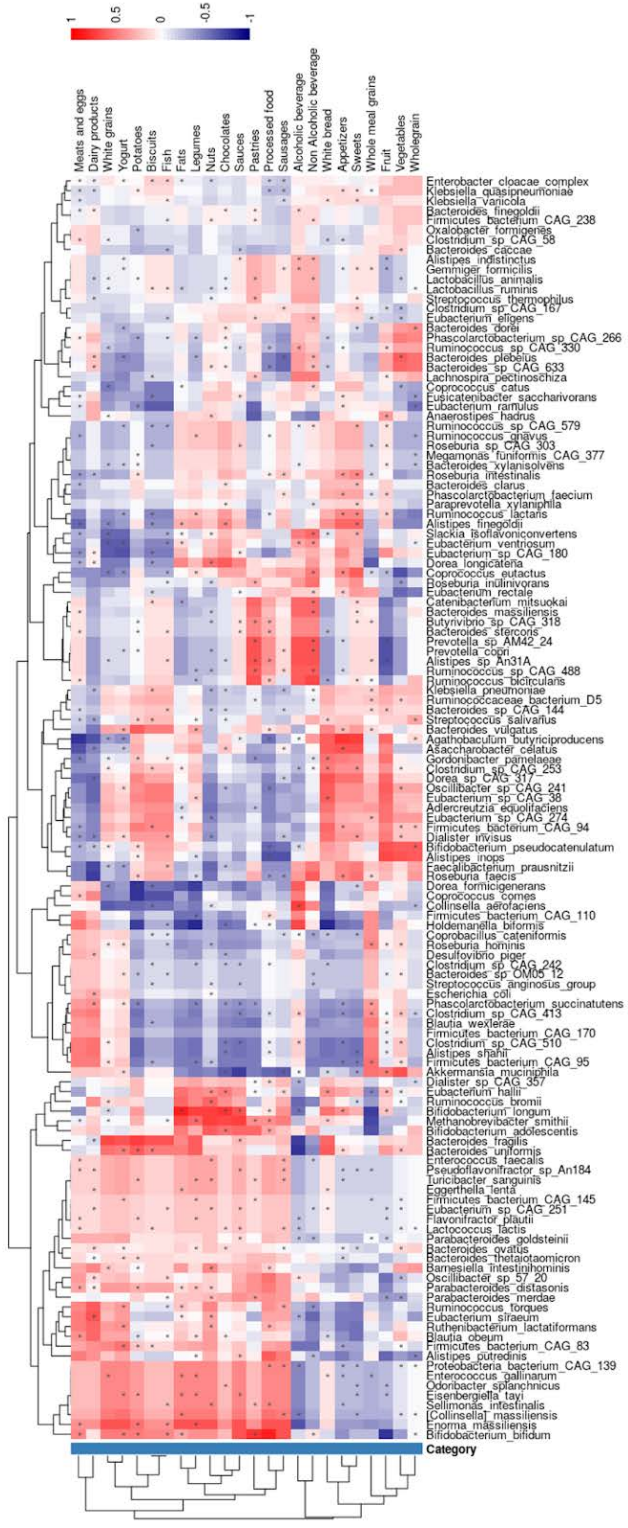 1
0.5
0
-0.5
-1
Meats and eggs
Dairy products
White grains
Yogurt
Potatoes
Biscuits
Fish
Fats
Legumes
Nuts
Chocolates
Sauces
Pastries
Processed food
Sausages
Alcoholic beverage
Non Alcoholic beverage
White bread
Appetizers
Sweets
Whole meal grains
Fruit
Vegetables
Wholegrain
Enterobacter_cloacae_complex
Klebsiella_quasipneumoniae
Klebsiella_variicola
Bacteroides_finegoldii
Firmicutes_bacterium_CAG_238
Oxalobacter_formigenes
Clostridium_sp_CAG_58
Bacteroides_caccae
Alistipes_indistinctus
Gemmiger_formicilis
Lactobacillus_animalis
Lactobacillus_ruminis
Streptococcus_thermophilus
Clostridium_sp_CAG_167
Eubacterium_eligens
Bacteroides_dorei
Phascolarctobacterium_sp_CAG_266
Ruminococcus_sp_CAG_330
Bacteroides_plebeius
Bacteroides_sp_CAG_633
Lachnospira_pectinoschiza
Coprococcus_catus
Fusicatenibacter_saccharivorans
Eubacterium_ramulus
Anaerostipes_hadrus
Ruminococcus_sp_CAG_579
Ruminococcus_gnavus
Roseburia_sp_CAG_303
Megamonas_funiformis_CAG_377
Bacteroides_xylanisolvens
Roseburia_intestinalis
Bacteroides_clarus
Phascolarctobacterium_faecium
Paraprevotella_xylaniphila
Ruminococcus_lactaris
Alistipes_finegoldii
Slackia_isoflavoniconvertens
Eubacterium_ventriosum
Eubacterium_sp_CAG_180
Dorea_longicatena
Coprococcus_eutactus
Roseburia_inulinivorans
Eubacterium_rectale
Catenibacterium_mitsuokai
Bacteroides_massiliensis
Butyrivibrio_sp_CAG_318
Bacteroides_stercoris
Prevotella_sp_AM42_24
Prevotella_copri
Alistipes_sp_An31A
Ruminococcus_sp_CAG_488
Ruminococcus_bicirculans
Klebsiella_pneumoniae
Ruminococcaceae_bacterium_D5
Bacteroides_sp_CAG_144
Streptococcus_salivarius
Bacteroides_vulgatus
Agathobaculum_butyriciproducens
Asaccharobacter_celatus
Gordonibacter_pamelaeae
Clostridium_sp_CAG_253
Dorea_sp_CAG_317
Oscillibacter_sp_CAG_241
Eubacterium_sp_CAG_38
Adlercreutzia_equolifaciens
Eubacterium_sp_CAG_274
Firmicutes_bacterium_CAG_94
Dialister_invisus
Bifidobacterium_pseudocatenulatum
Alistipes_inops
Faecalibacterium_prausnitzii
Roseburia_faecis
Dorea_formicigenerans
Coprococcus_comes
Collinsella_aerofaciens
Firmicutes_bacterium_CAG_110
Holdemanella_biformis
Coprobacillus_cateniformis
Roseburia_hominis
Desulfovibrio_piger
Clostridium_sp_CAG_242
Bacteroides_sp_OM05_12
Streptococcus_anginosus_group
Escherichia_coli
Phascolarctobacterium_succinatutens
Clostridium_sp_CAG_413
Blautia_wexlerae
Firmicutes_bacterium_CAG_170
Clostridium_sp_CAG_510
Alistipes_shahii
Firmicutes_bacterium_CAG_95
Akkermansia_muciniphila
Dialister_sp_CAG_357
Eubacterium_hallii
Ruminococcus_bromii
Bifidobacterium_longum
Methanobrevibacter_smithii
Bifidobacterium_adolescentis
Bacteroides_fragilis
Bacteroides_uniformis
Enterococcus_faecalis
Pseudoflavonifractor_sp_An184
Turicibacter_sanguinis
Eggerthella_lenta
Firmicutes_bacterium_CAG_145
Eubacterium_sp_CAG_251
Flavonifractor_plautii
Lactococcus_lactis
Parabacteroides_goldsteinii
Bacteroides_ovatus
Bacteroides_thetaiotaomicron
Barnesiella_intestinihominis
Oscillibacter_sp_57_20
Parabacteroides_distasonis
Parabacteroides_merdae
Ruminococcus_torques
Eubacterium_siraeum
Ruthenibacterium_lactatiformans
Blautia_obeum
Firmicutes_bacterium_CAG_83
Alistipes_putredinis
Proteobacteria_bacterium_CAG_139
Enterococcus_gallinarum
Odoribacter_splanchnicus
Eisenbergiella_tayi
Sellimonas_intestinalis
[Collinsella]_massiliensis
Enorma_massiliensis
Bifidobacterium_bifidum
Category